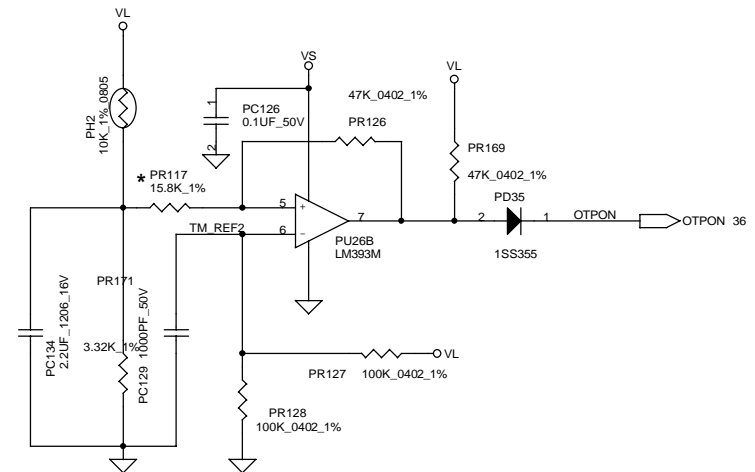 VL
VS
VL
PH2
10K_1%_0805
1
2
PC126
0.1UF_50V
47K_0402_1%
PR126
PR169
47K_0402_1%
* PR117
15.8K_1%
5
+
6
-
7
PU26B
LM393M
TM_REF2
PD35
2
1
1SS355
OTPON
OTPON 36
PC134
2.2UF_1206_16V
PR171
3.32K_1%
PC129
1000PF_50V
PR127
100K_0402_1%
VL
PR128
100K_0402_1%